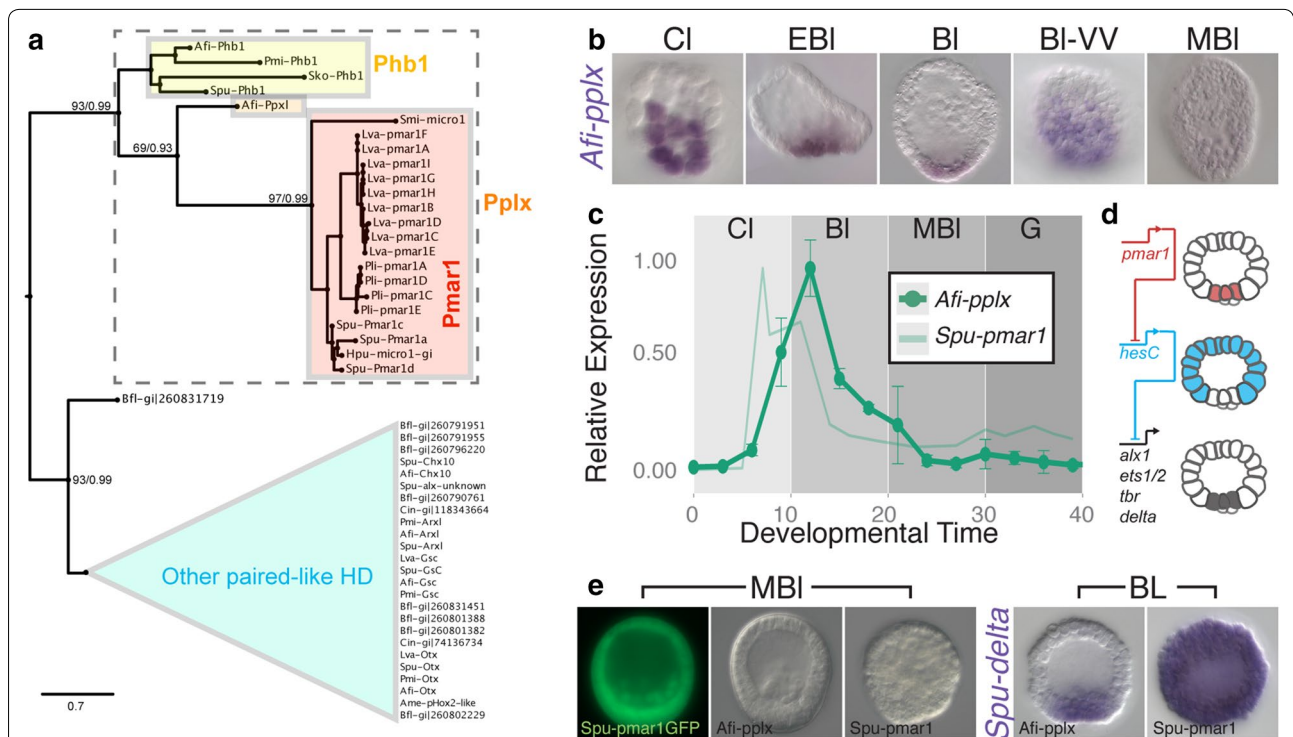 a
Afi-Phb1
Pmi-Phb1
Sko-Phb1
Spu-Phb1
Phb1
93/0.99
Afi-Ppxl
69/0.93
97/0.99
Smi-micro1
Lva-pmar1F
Lva-pmar1A
Lva-pmar1I
Lva-pmar1G
Lva-pmar1H
Lva-pmar1B
Lva-pmar1D
Lva-pmar1C
Lva-pmar1E
Pli-pmar1A
Pli-pmar1D
Pli-pmar1C
Pli-pmar1E
Spu-Pmar1c
Spu-Pmar1a
Hpu-micro1-gi
Spu-Pmar1d
Pmar1
Pplx
Bfl-gi|260831719
93/0.99
Other paired-like HD
Bfl-gi|260791951
Bfl-gi|260791955
Bfl-gi|260796220
Spu-Chx10
Afi-Chx10
Spu-alx-unknown
Bfl-gi|260790761
Cin-gi|118343664
Pmi-Arxl
Afi-Arxl
Spu-Arxl
Lva-Gsc
Spu-GsC
Afi-Gsc
Pmi-Gsc
Bfl-gi|260831451
Bfl-gi|260801388
Bfl-gi|260801382
Cin-gi|74136734
Lva-Otx
Spu-Otx
Pmi-Otx
Afi-Otx
Ame-pHox2-like
Bfl-gi|260802229
0.7
b
Cl EBl Bl Bl-VV MBl
Afi-pplx
c
Cl Bl MBl G
Relative Expression
1.00
0.50
0.00
Afi-pplx
Spu-pmar1
0 10 20 30 40
Developmental Time
d
pmar1
hesC
alx1
ets1/2
tbr
delta
e
MBl
Spu-pmar1GFP Afi-pplx Spu-pmar1
BL
Spu-delta
Afi-pplx Spu-pmar1